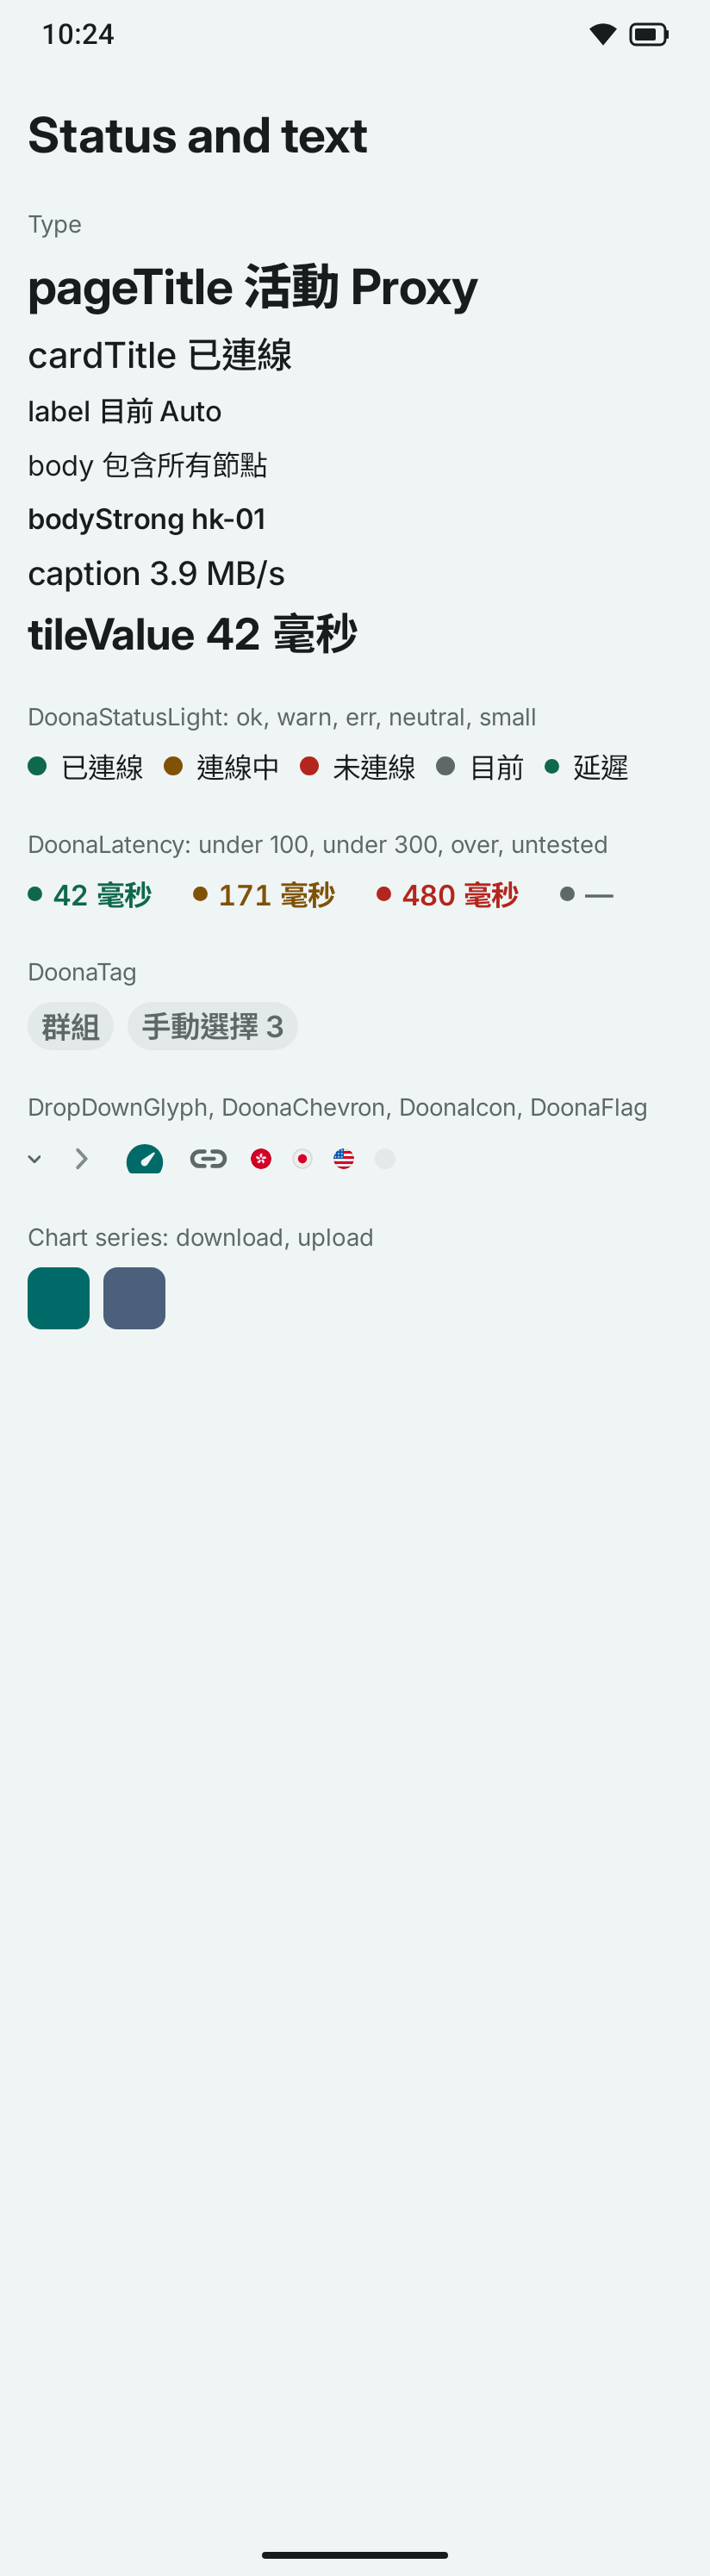 10:24
Status and text
Type
pageTitle 活動 Proxy
cardTitle 已連線
label 目前 Auto
body 包含所有節點
bodyStrong hk-01
caption 3.9 MB/s
tileValue 42 毫秒
DoonaStatusLight: ok, warn, err, neutral, small
已連線 連線中 未連線 目前 延遲
DoonaLatency: under 100, under 300, over, untested
42 毫秒 171 毫秒 480 毫秒 —
DoonaTag
群組 手動選擇 3
DropDownGlyph, DoonaChevron, DoonaIcon, DoonaFlag
Chart series: download, upload